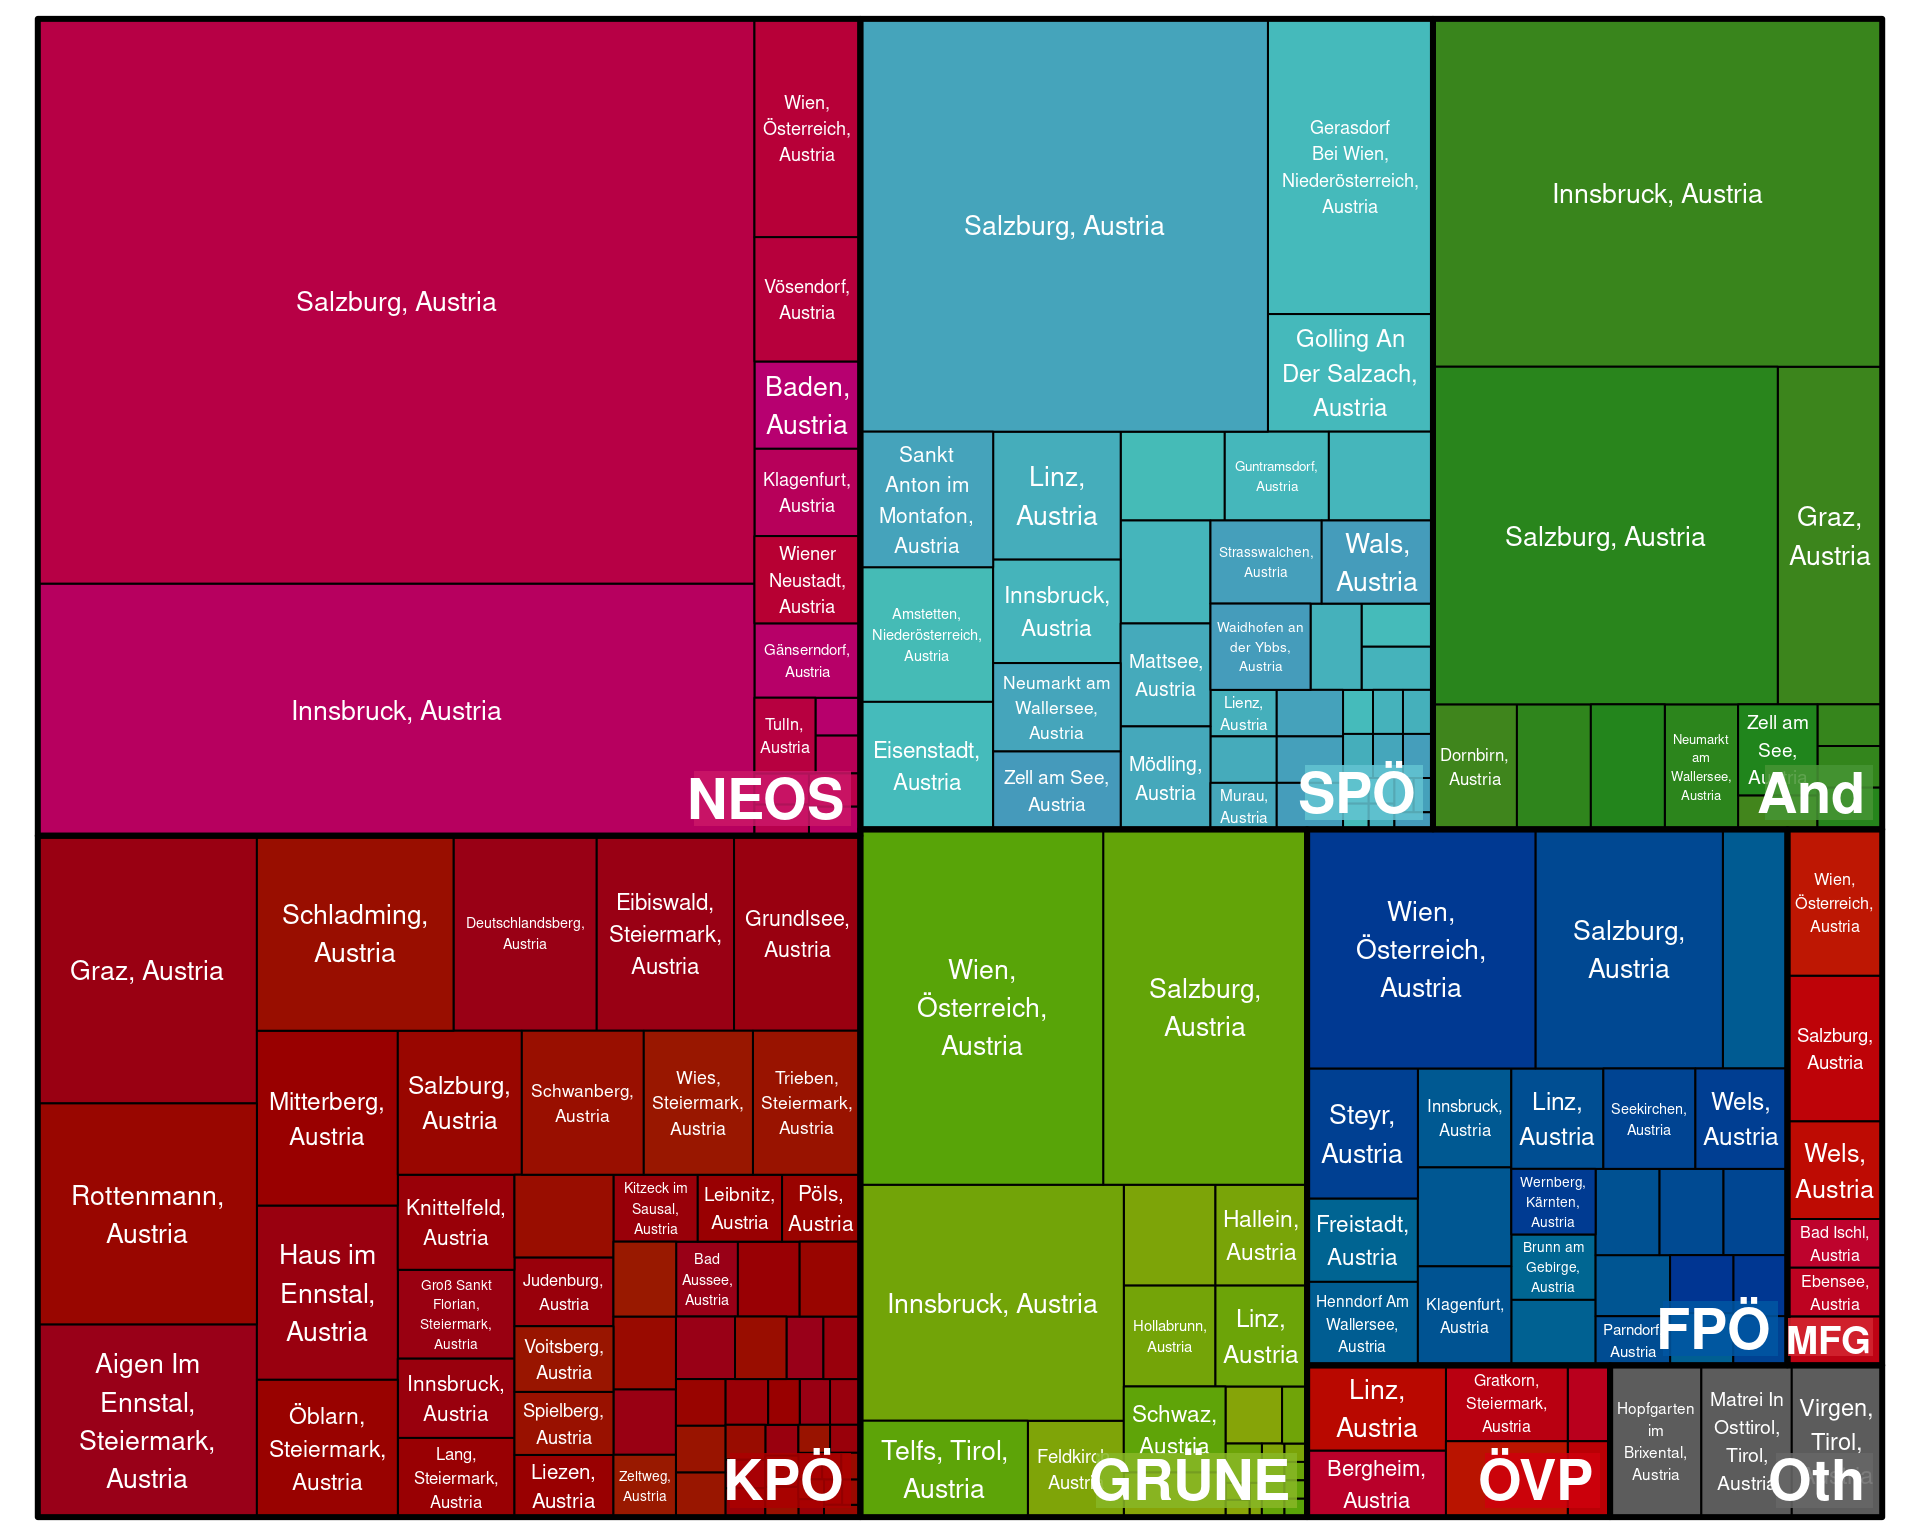 Salzburg, Austria
Wien,
Österreich,
Austria
Vösendorf,
Austria
Baden,
Austria
Klagenfurt,
Austria
Wiener
Neustadt,
Austria
Gänserndorf,
Austria
Tulln,
Austria
Innsbruck, Austria
NEOS
Salzburg, Austria
Gerasdorf
Bei Wien,
Niederösterreich,
Austria
Golling An
Der Salzach,
Austria
Sankt
Anton im
Montafon,
Austria
Linz,
Austria
Guntramsdorf,
Austria
Amstetten,
Niederösterreich,
Austria
Innsbruck,
Austria
Strasswalchen,
Austria
Wals,
Austria
Waidhofen an
der Ybbs,
Austria
Mattsee,
Austria
Neumarkt am
Wallersee,
Austria
Lienz,
Austria
Eisenstadt,
Austria
Zell am See,
Austria
Mödling,
Austria
Murau,
Austria
SPÖ
Innsbruck, Austria
Salzburg, Austria
Graz,
Austria
Dornbirn,
Austria
Neumarkt
am
Wallersee,
Austria
Zell am
See,
And
Graz, Austria
Schladming,
Austria
Deutschlandsberg,
Austria
Eibiswald,
Steiermark,
Austria
Grundlsee,
Austria
Rottenmann,
Austria
Mitterberg,
Austria
Salzburg,
Austria
Schwanberg,
Austria
Wies,
Steiermark,
Austria
Trieben,
Steiermark,
Austria
Aigen Im
Ennstal,
Steiermark,
Austria
Haus im
Ennstal,
Austria
Öblarn,
Steiermark,
Austria
Knittelfeld,
Austria
Groß Sankt
Florian,
Steiermark,
Austria
Innsbruck,
Austria
Lang,
Steiermark,
Austria
Judenburg,
Austria
Voitsberg,
Austria
Spielberg,
Austria
Liezen,
Austria
Kitzeck im
Sausal,
Austria
Leibnitz,
Austria
Pöls,
Austria
Bad
Aussee,
Austria
Zeltweg,
Austria
KPÖ
Wien,
Österreich,
Austria
Salzburg,
Austria
Innsbruck, Austria
Hallein,
Austria
Hollabrunn,
Austria
Linz,
Austria
Schwaz,
Austria
Telfs, Tirol,
Austria
Feldkirch,
Austria
GRÜNE
Wien,
Österreich,
Austria
Salzburg,
Austria
Steyr,
Austria
Innsbruck,
Austria
Linz,
Austria
Seekirchen,
Austria
Wels,
Austria
Freistadt,
Austria
Wernberg,
Kärnten,
Austria
Brunn am
Gebirge,
Austria
Henndorf Am
Wallersee,
Austria
Klagenfurt,
Austria
Parndorf,
Austria
FPÖ
Wien,
Österreich,
Austria
Salzburg,
Austria
Wels,
Austria
Bad Ischl,
Austria
Ebensee,
Austria
MFG
Linz,
Austria
Gratkorn,
Steiermark,
Austria
Bergheim,
Austria
ÖVP
Hopfgarten
im
Brixental,
Austria
Matrei In
Osttirol,
Tirol,
Austria
Virgen,
Tirol,
Oth